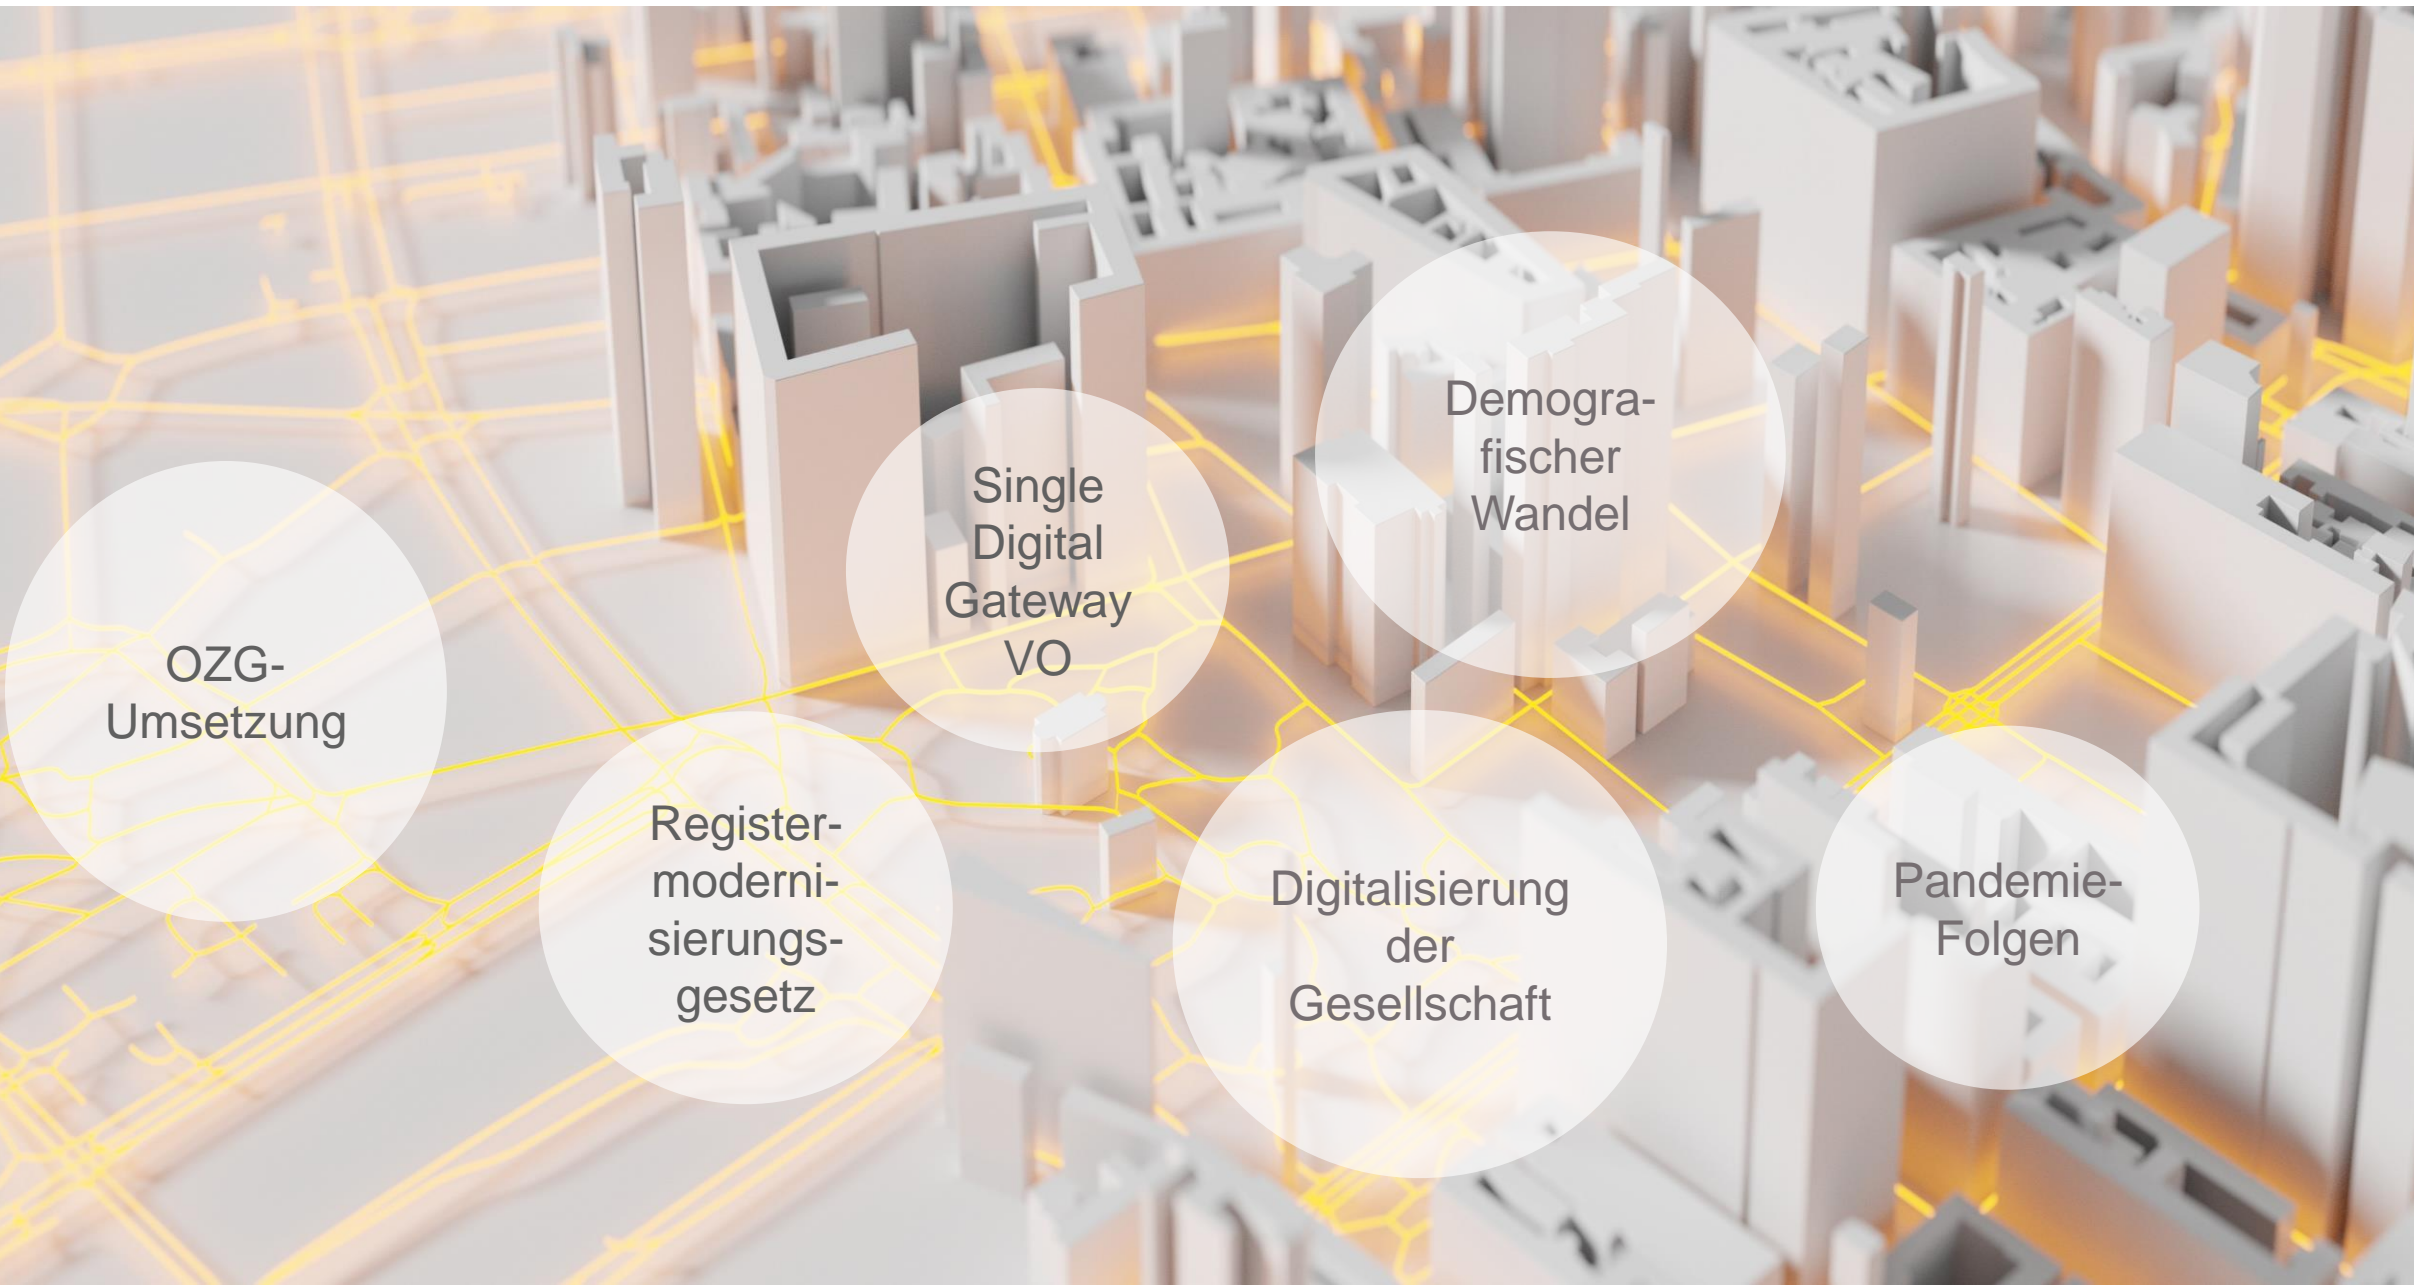 OZG-
Umsetzung
Register-
moderni-
sierungs-
gesetz
Single
Digital
Gateway
VO
Digitalisierung
der
Gesellschaft
Demogra-
fischer
Wandel
Pandemie-
Folgen